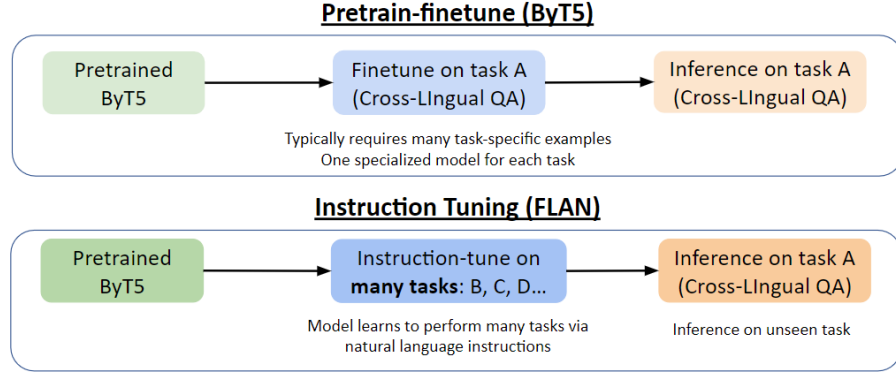 Pretrain-finetune (ByT5)
Pretrained
ByT5
Finetune on task A
(Cross-LIngual QA)
Inference on task A
(Cross-LIngual QA)
Typically requires many task-specific examples
One specialized model for each task
Instruction Tuning (FLAN)
Pretrained
ByT5
Instruction-tune on
many tasks: B, C, D...
Inference on task A
(Cross-LIngual QA)
Model learns to perform many tasks via
natural language instructions
Inference on unseen task